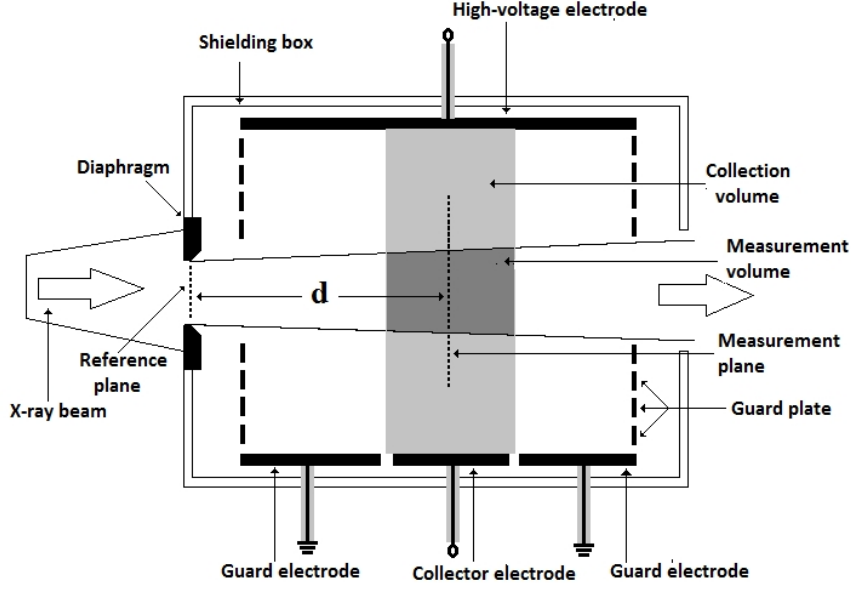 High-voltage electrode
Shielding box
Diaphragm
Collection
volume
Measurement
volume
d
Reference
plane
Measurement
plane
X-ray beam
Guard plate
Guard electrode
Collector electrode
Guard electrode